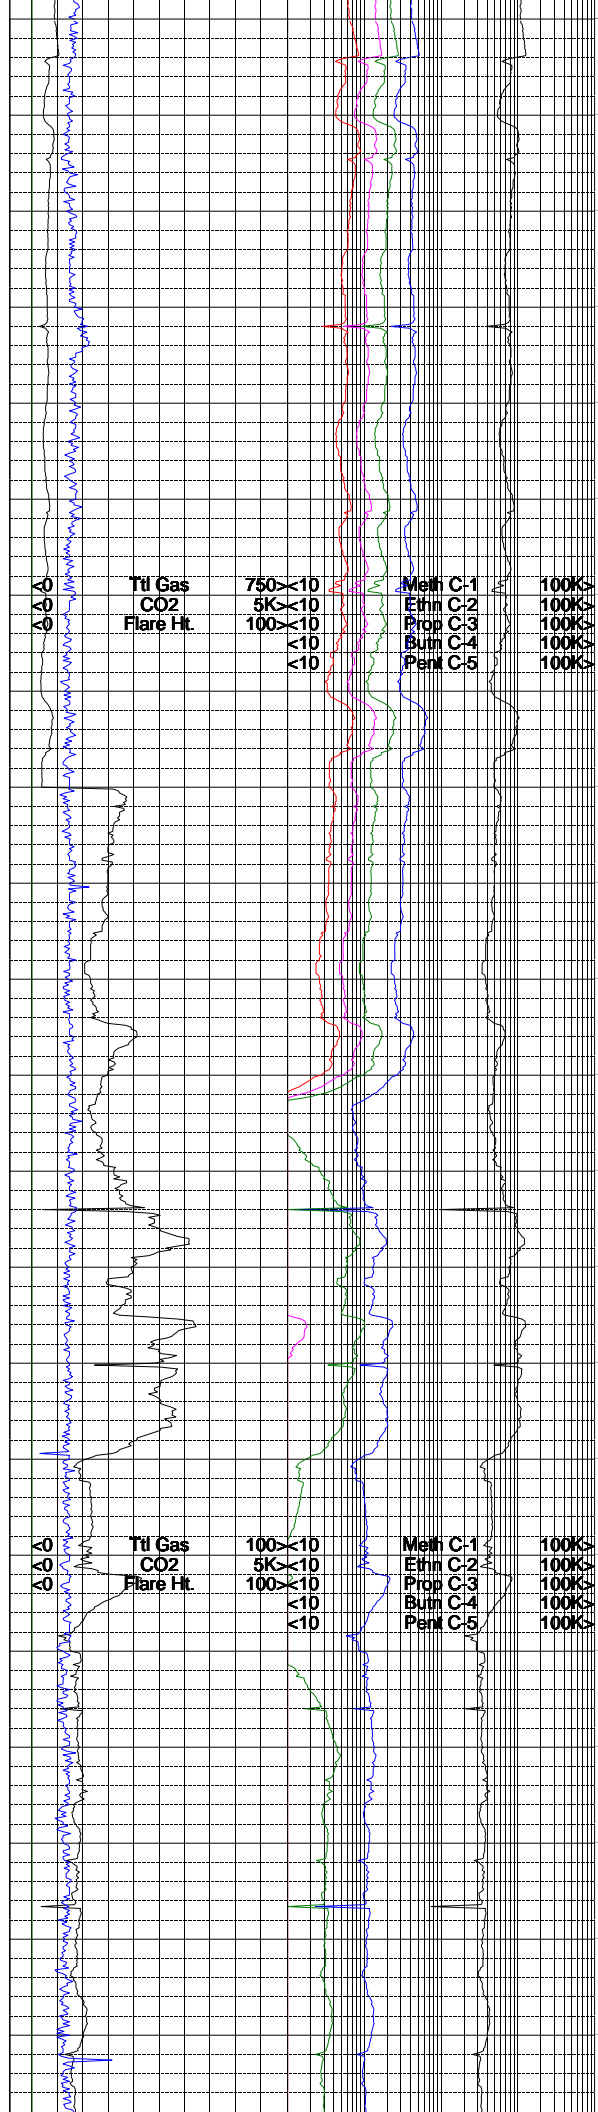 <0 Ttl Gas 750><10 Meth C-1 100K>
<0 CO2 5K><10 Ethn C-2 100K>
<0 Flare Ht. 100><10 Prop C-3 100K>
<10 Butn C-4 100K>
<10 Pent C-5 100K>
<0 Ttl Gas 100><10 Meth C-1 100K>
<0 CO2 5K><10 Ethn C-2 100K>
<0 Flare Ht. 100><10 Prop C-3 100K>
<10 Butn C-4 100K>
<10 Pent C-5 100K>